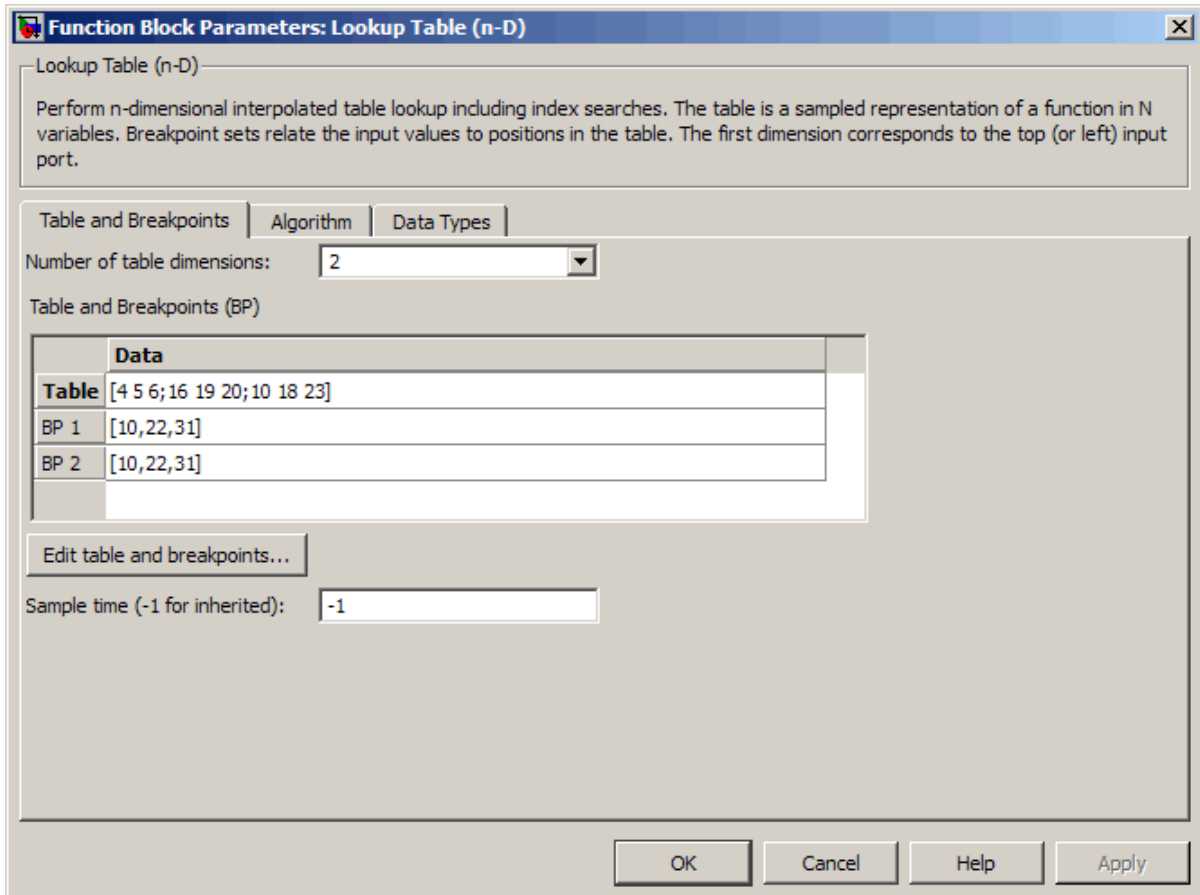 Function Block Parameters: Lookup Table (n-D)
Lookup Table (n-D)
Perform n-dimensional interpolated table lookup including index searches. The table is a sampled representation of a function in N
variables. Breakpoint sets relate the input values to positions in the table. The first dimension corresponds to the top (or left) input
port.
Table and Breakpoints Algorithm Data Types
Number of table dimensions: 2
Table and Breakpoints (BP)
Data
Table [4 5 6;16 19 20;10 18 23]
BP 1 [10,22,31]
BP 2 [10,22,31]
Edit table and breakpoints...
Sample time (-1 for inherited): -1
OK Cancel Help Apply